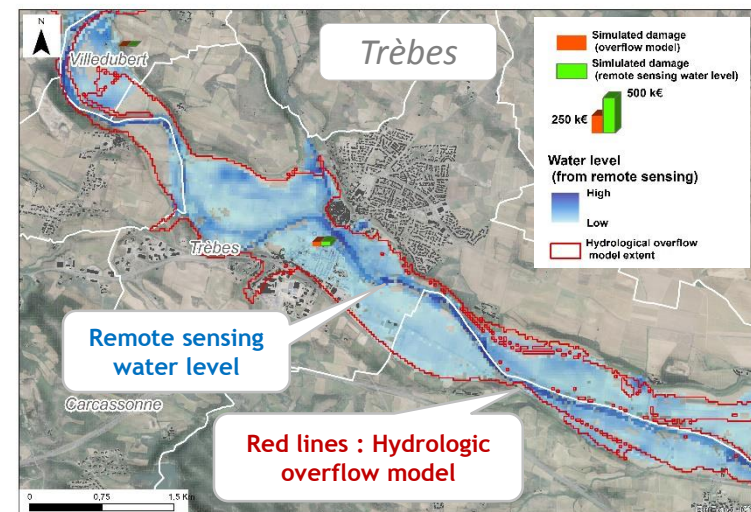 N
Villedubert
Trèbes
Simulated damage
(overflow model)
Simlulated damage
(remote sensing water level)
500 k€
250 k€
Water level
(from remote sensing)
High
Low
Hydrological overflow
model extent
Trèbes
Remote sensing
water level
Carcassonne
Red lines : Hydrologic
overflow model
0 0,75 1,5 Km